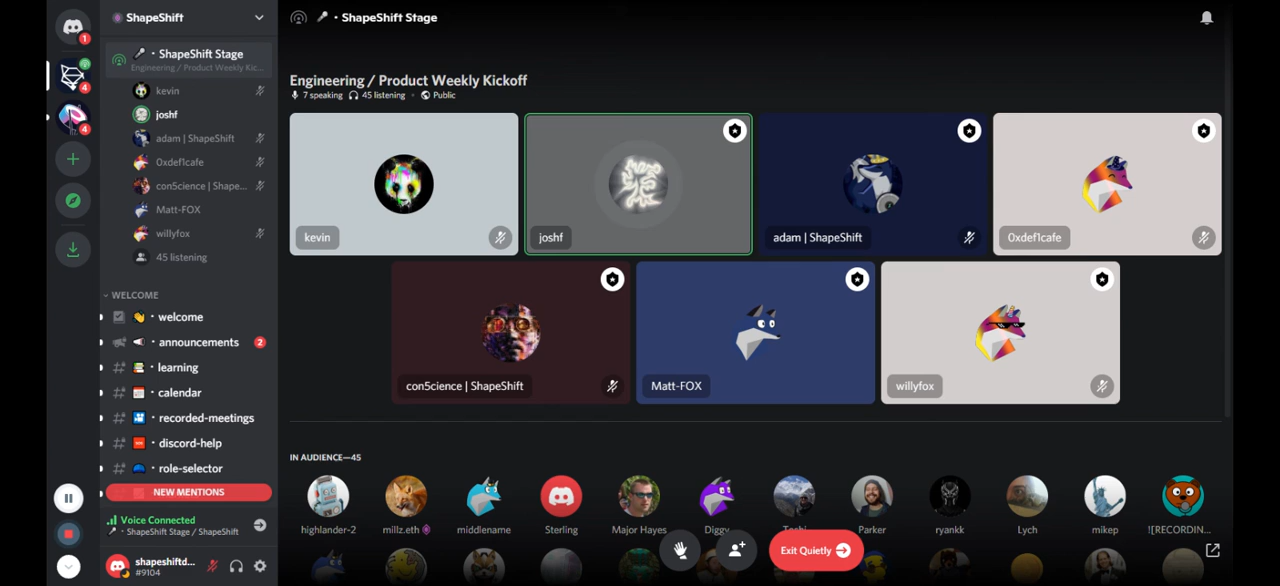 1
4
4
ShapeShift
· ShapeShift Stage
Engineering / Product Weekly Kic...
kevin
joshf
adam | ShapeShift
0xdef1cafe
con5cience | Shape...
Matt-FOX
willyfox
45 listening
WELCOME
· welcome
· announcements 2
· learning
· calendar
· recorded-meetings
· discord-help
· role-selector
NEW MENTIONS
Voice Connected
· ShapeShift Stage / ShapeShift
shapeshiftd...
#9104
· ShapeShift Stage
Engineering / Product Weekly Kickoff
7 speaking 45 listening · Public
kevin
joshf
adam | ShapeShift
0xdef1cafe
con5cience | ShapeShift
Matt-FOX
willyfox
IN AUDIENCE—45
highlander-2
millz.eth
middlename
Sterling
Major Hayes
Diggy
Parker
ryankk
Lych
mikep
![RECORDIN...
Exit Quietly